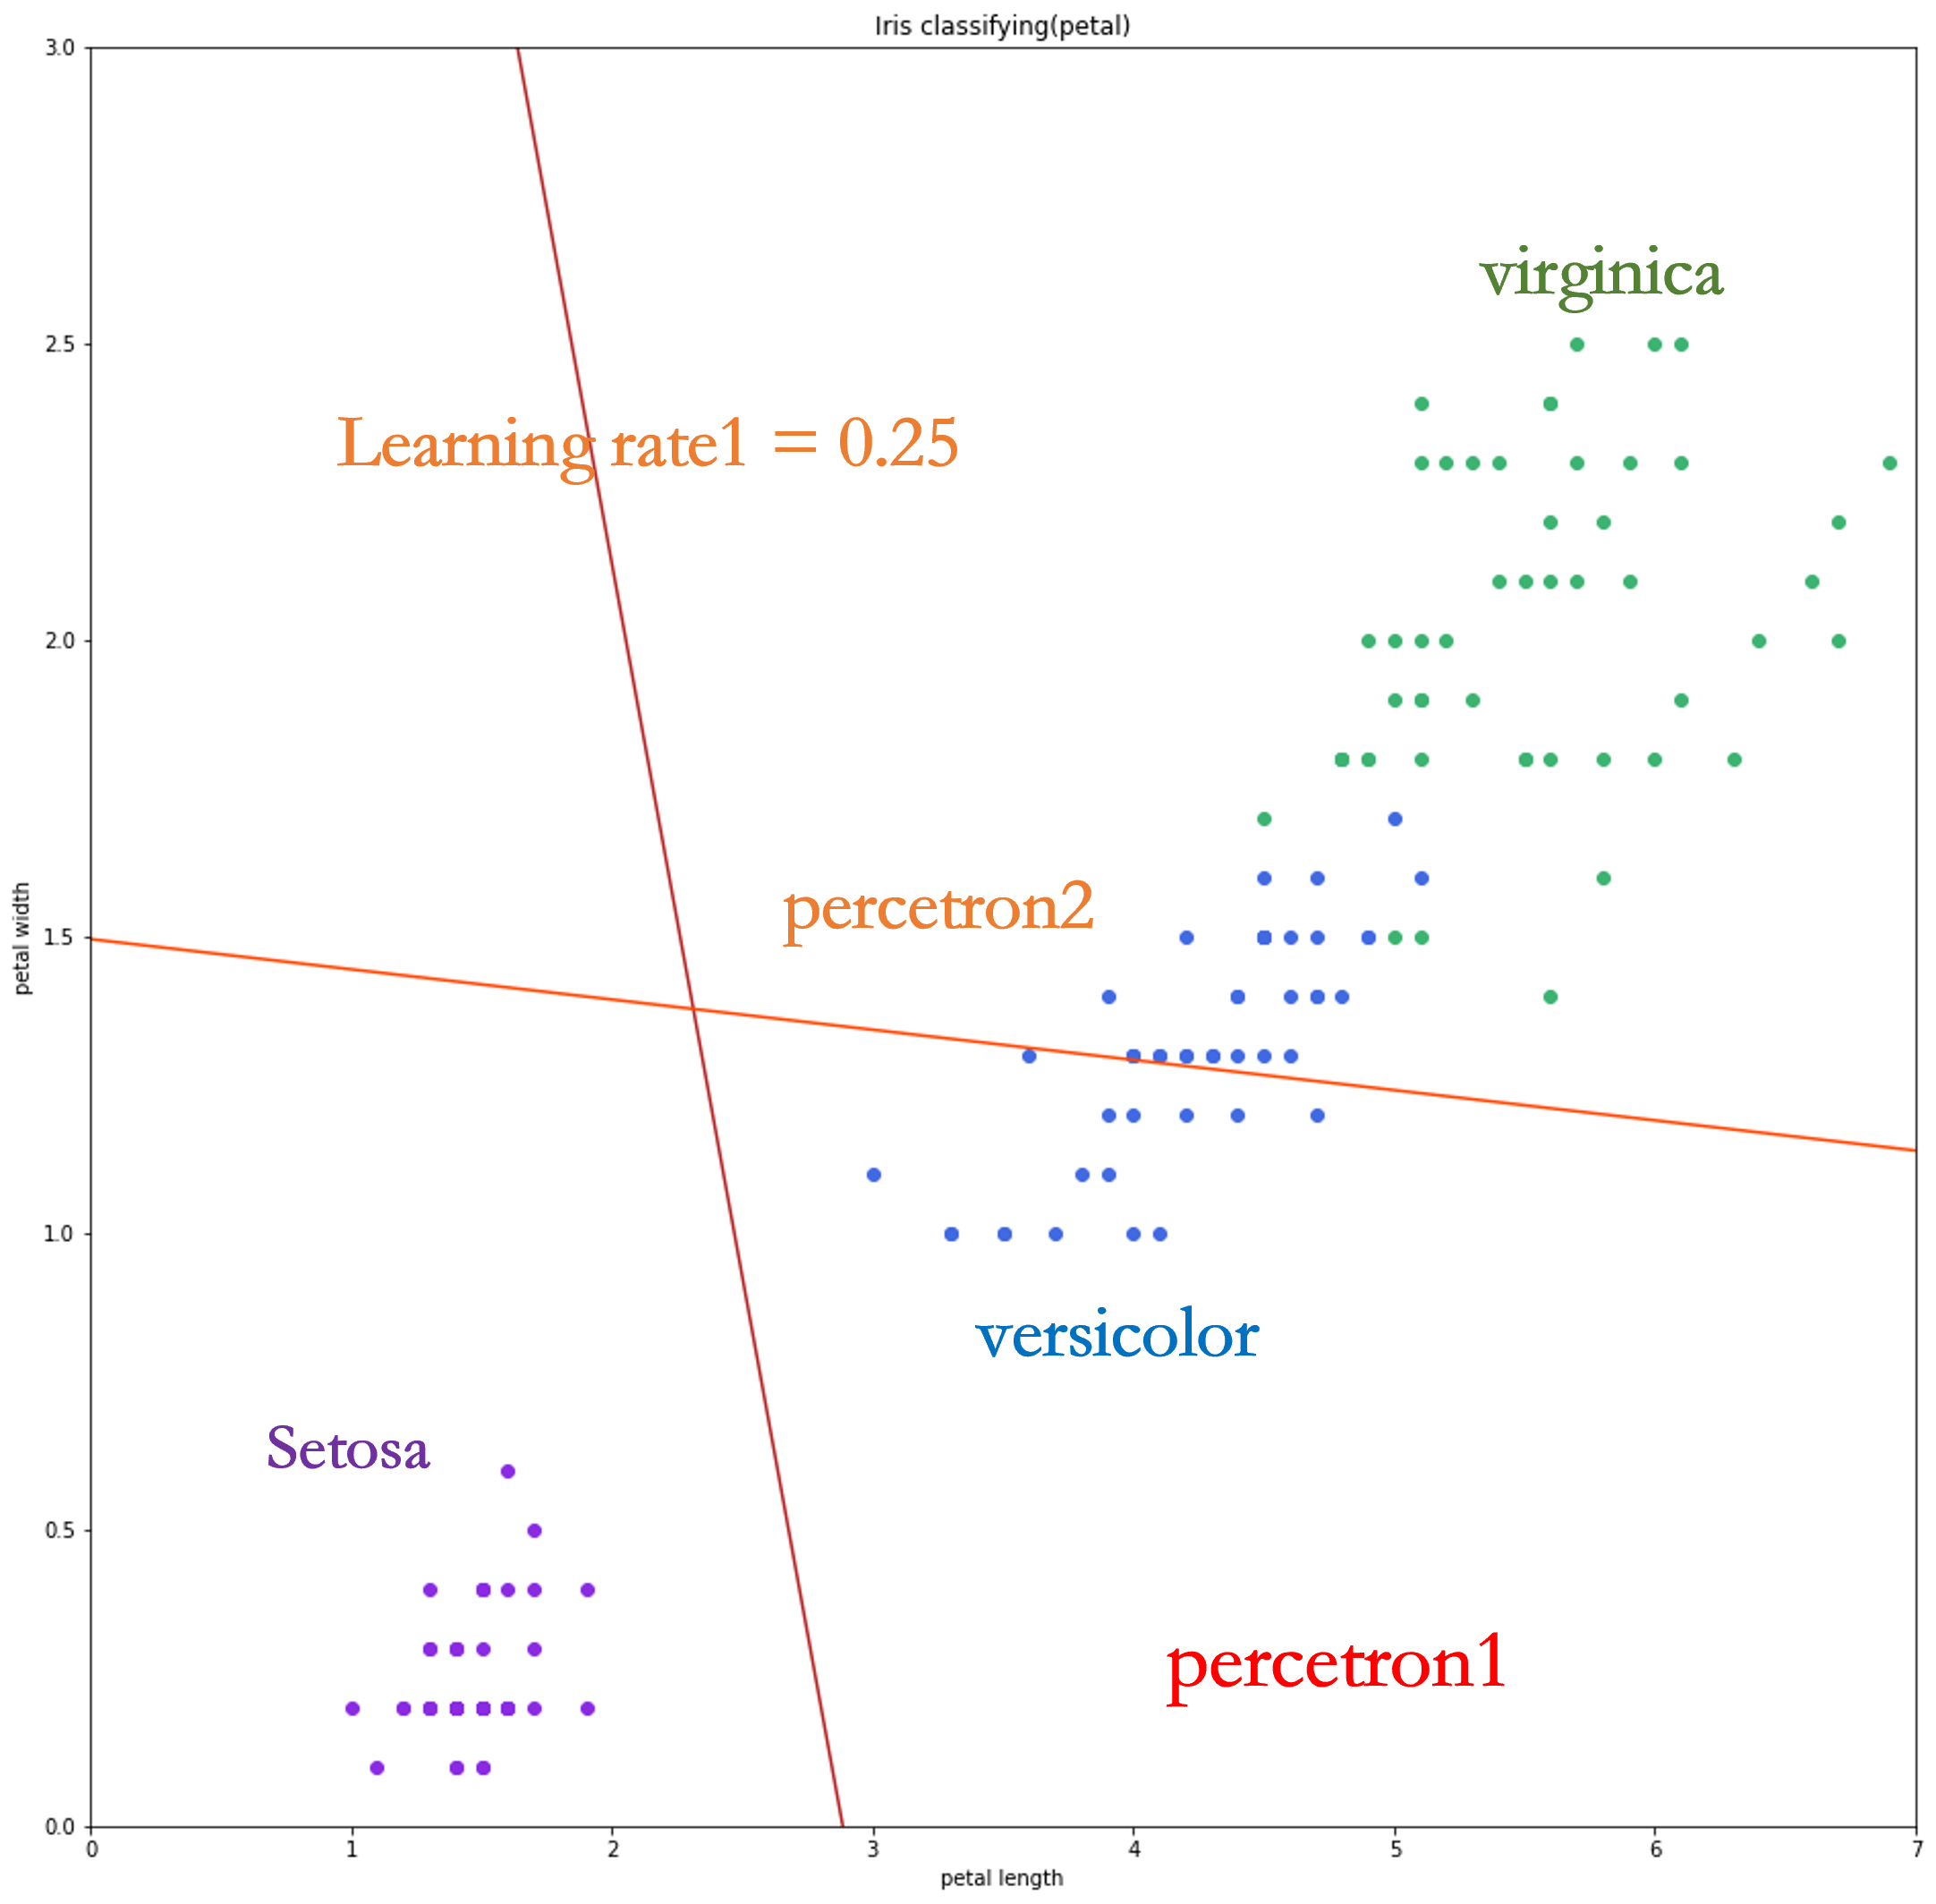 Iris classifying(petal)
3.0
virginica
2.5
Learning rate1 = 0.25
2.0
percetron2
petal width
1.5
1.0
versicolor
Setosa
0.5
percetron1
0.0
0 1 2 3 4 5 6 7
petal length